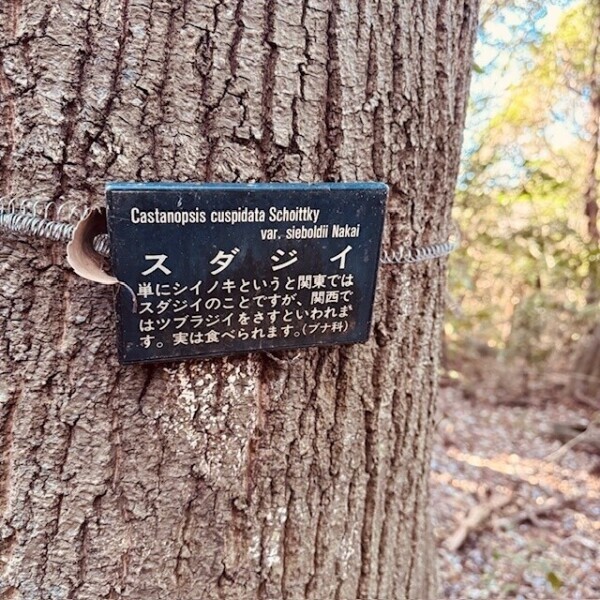 Castanopsis cuspidata Schoittky
var. sieboldii Nakai
スダジイ
単にシイノキというと関東では
スダジイのことですが、関西で
はツブラジイをさすといわれま
す。実は食べられます。(ブナ科)